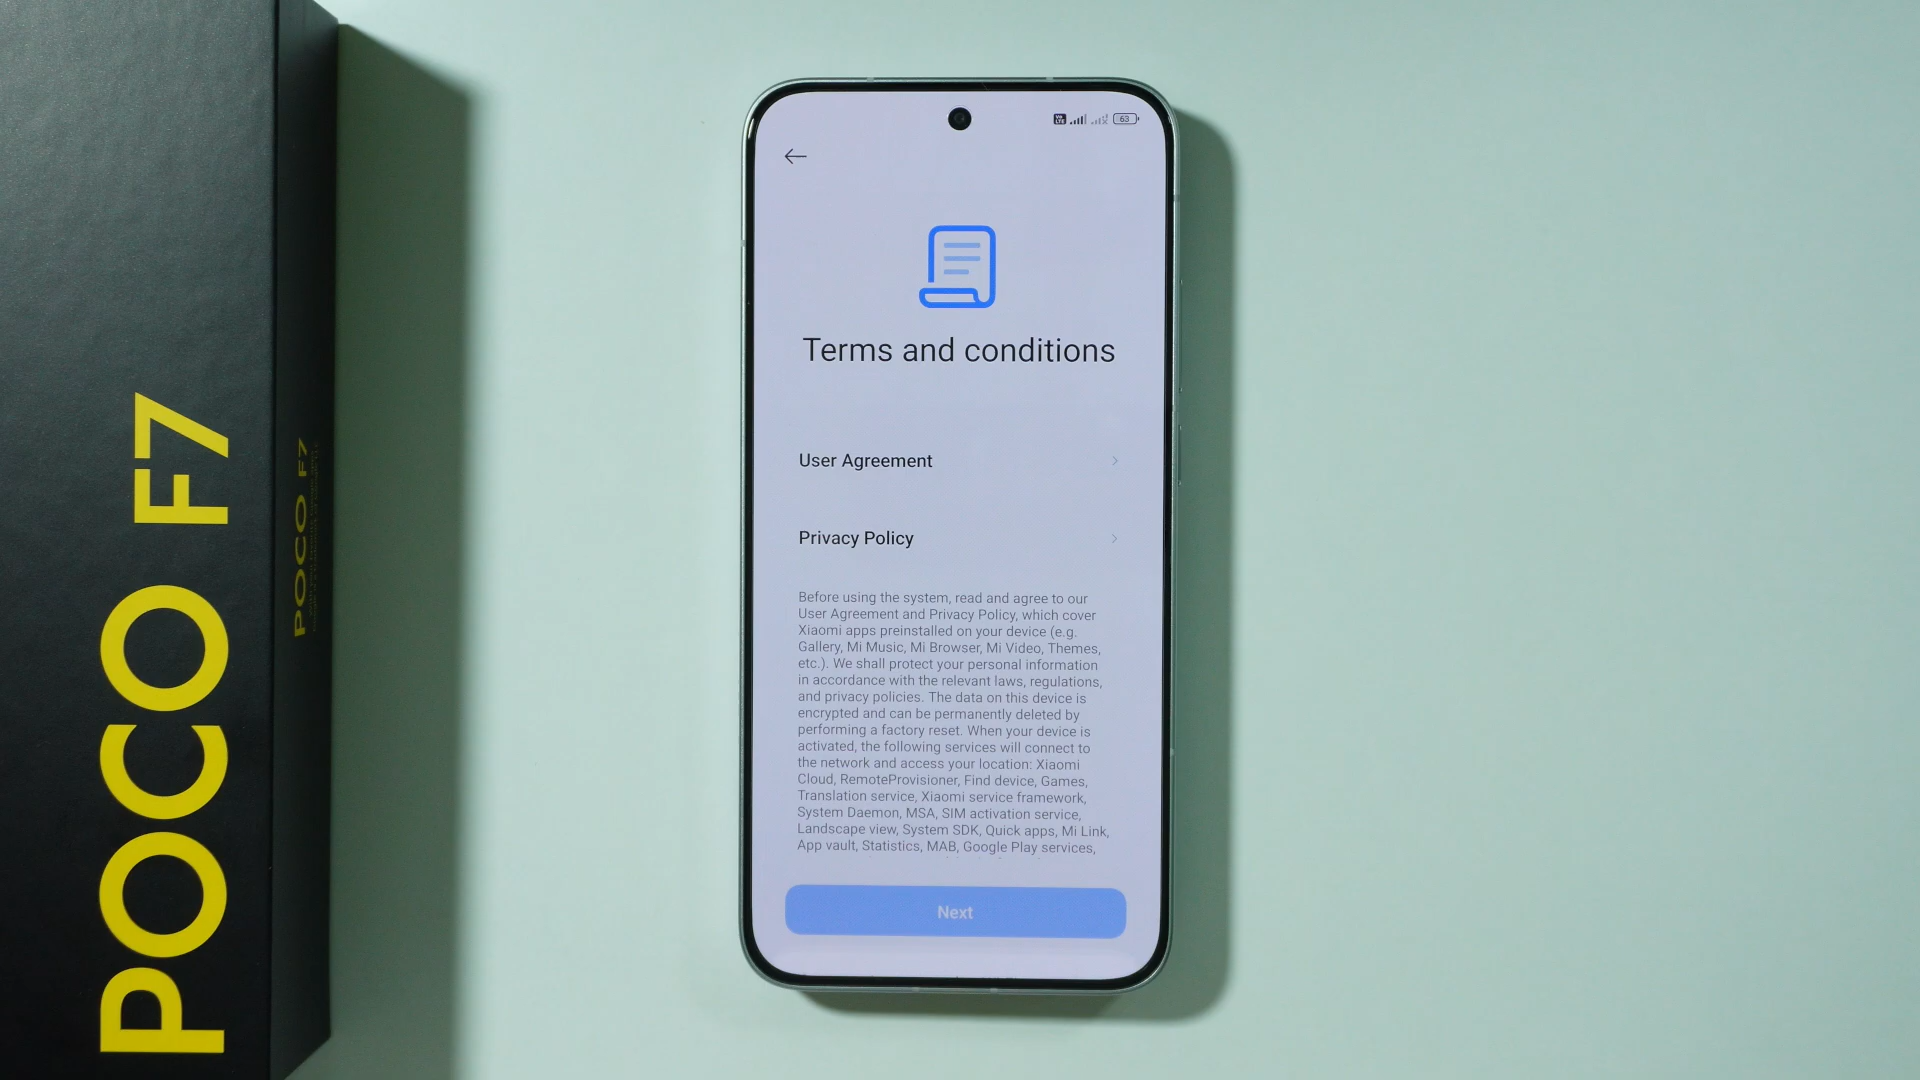 POCO F7
POCO F7
63
Terms and conditions
User Agreement
Privacy Policy
Before using the system, read and agree to our
User Agreement and Privacy Policy, which cover
Xiaomi apps preinstalled on your device (e.g.
Gallery, Mi Music, Mi Browser, Mi Video, Themes,
etc.). We shall protect your personal information
in accordance with the relevant laws, regulations,
and privacy policies. The data on this device is
encrypted and can be permanently deleted by
performing a factory reset. When your device is
activated, the following services will connect to
the network and access your location: Xiaomi
Cloud, RemoteProvisioner, Find device, Games,
Translation service, Xiaomi service framework,
System Daemon, MSA, SIM activation service,
Landscape view, System SDK, Quick apps, Mi Link,
App vault, Statistics, MAB, Google Play services,
Next